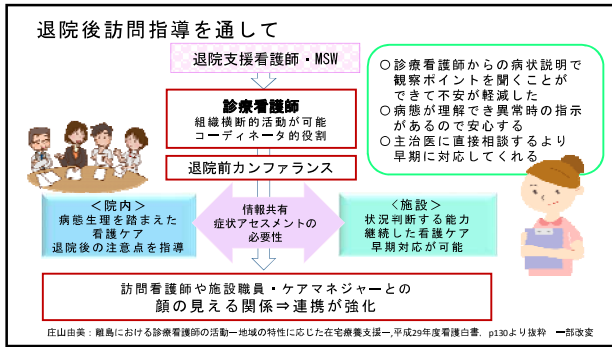 退院後訪問指導を通して
退院支援看護師・MSW
診療看護師
組織横断的活動が可能
コーディネータ的役割
退院前カンファランス
○診療看護師からの病状説明で
観察ポイントを聞くことが
できて不安が軽減した
○病態が理解でき異常時の指示
があるので安心する
○主治医に直接相談するより
早期に対応してくれる
＜院内＞
病態生理を踏まえた
看護ケア
退院後の注意点を指導
情報共有
症状アセスメントの
必要性
＜施設＞
状況判断する能力
継続した看護ケア
早期対応が可能
訪問看護師や施設職員・ケアマネジャーとの
顔の見える関係⇒連携が強化
庄山由美：離島における診療看護師の活動ー地域の特性に応じた在宅療養支援ー,平成29年度看護白書．p130より抜粋　一部改変